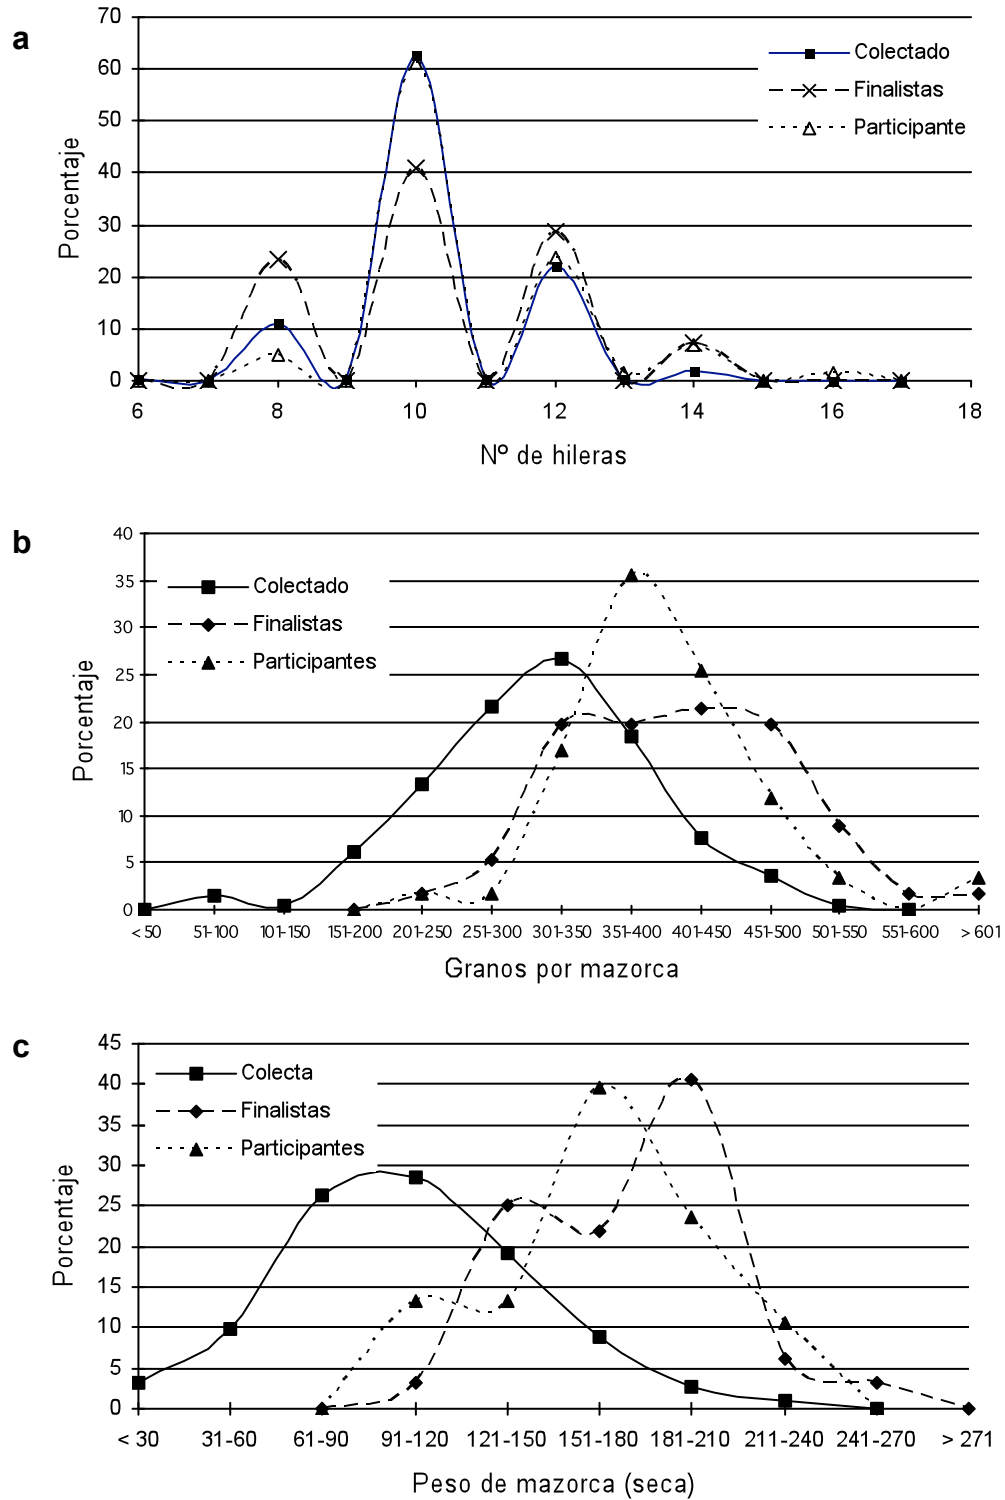 a
70
60
50
40
30
20
10
0
Porcentaje
Colectado
Finalistas
Participante
6 8 10 12 14 16 18
Nº de hileras
b
40
35
30
25
20
15
10
5
0
Porcentaje
Colectado
Finalistas
Participantes
< 50 51-100 101-150 151-200 201-250 251-300 301-350 351-400 401-450 451-500 501-550 551-600 > 601
Granos por mazorca
c
45
40
35
30
25
20
15
10
5
0
Porcentaje
Colecta
Finalistas
Participantes
< 30 31-60 61-90 91-120 121-150 151-180 181-210 211-240 241-270 > 271
Peso de mazorca (seca)